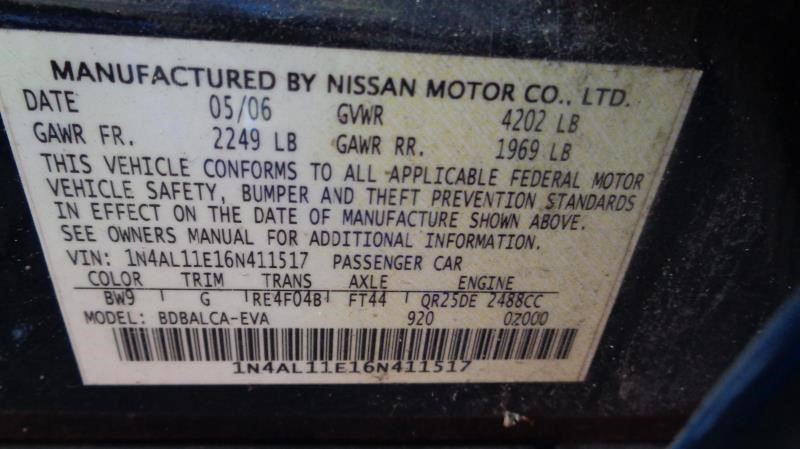 MANUFACTURED BY NISSAN MOTOR CO., LTD.
DATE 05/06 GVWR 4202 LB
GAWR FR. 2249 LB GAWR RR. 1969 LB
THIS VEHICLE CONFORMS TO ALL APPLICABLE FEDERAL MOTOR
VEHICLE SAFETY, BUMPER AND THEFT PREVENTION STANDARDS
IN EFFECT ON THE DATE OF MANUFACTURE SHOWN ABOVE.
SEE OWNERS MANUAL FOR ADDITIONAL INFORMATION.
VIN: 1N4AL11E16N411517 PASSENGER CAR
COLOR TRIM TRANS AXLE ENGINE
BW9 G RE4F04B FT44 QR25DE 2488CC
MODEL: BDBALCA-EVA 920 0Z000
1N4AL11E16N411517